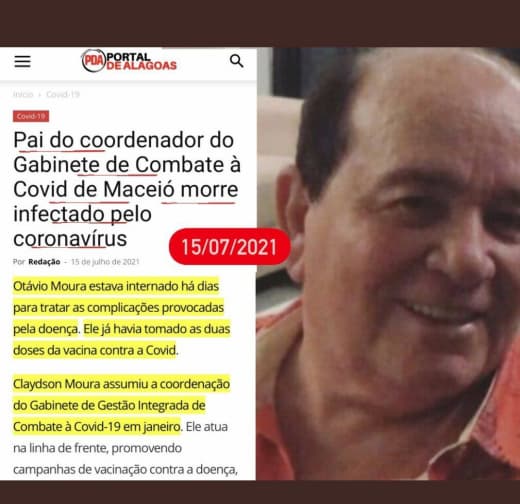 PDA PORTAL
DE ALAGOAS
Início › Covid-19
Covid-19
Pai do coordenador do
Gabinete de Combate à
Covid de Maceió morre
infectado pelo
coronavírus
15/07/2021
Por Redação - 15 de julho de 2021
Otávio Moura estava internado há dias
para tratar as complicações provocadas
pela doença. Ele já havia tomado as duas
doses da vacina contra a Covid.
Claydson Moura assumiu a coordenação
do Gabinete de Gestão Integrada de
Combate à Covid-19 em janeiro. Ele atua
na linha de frente, promovendo
campanhas de vacinação contra a doença,